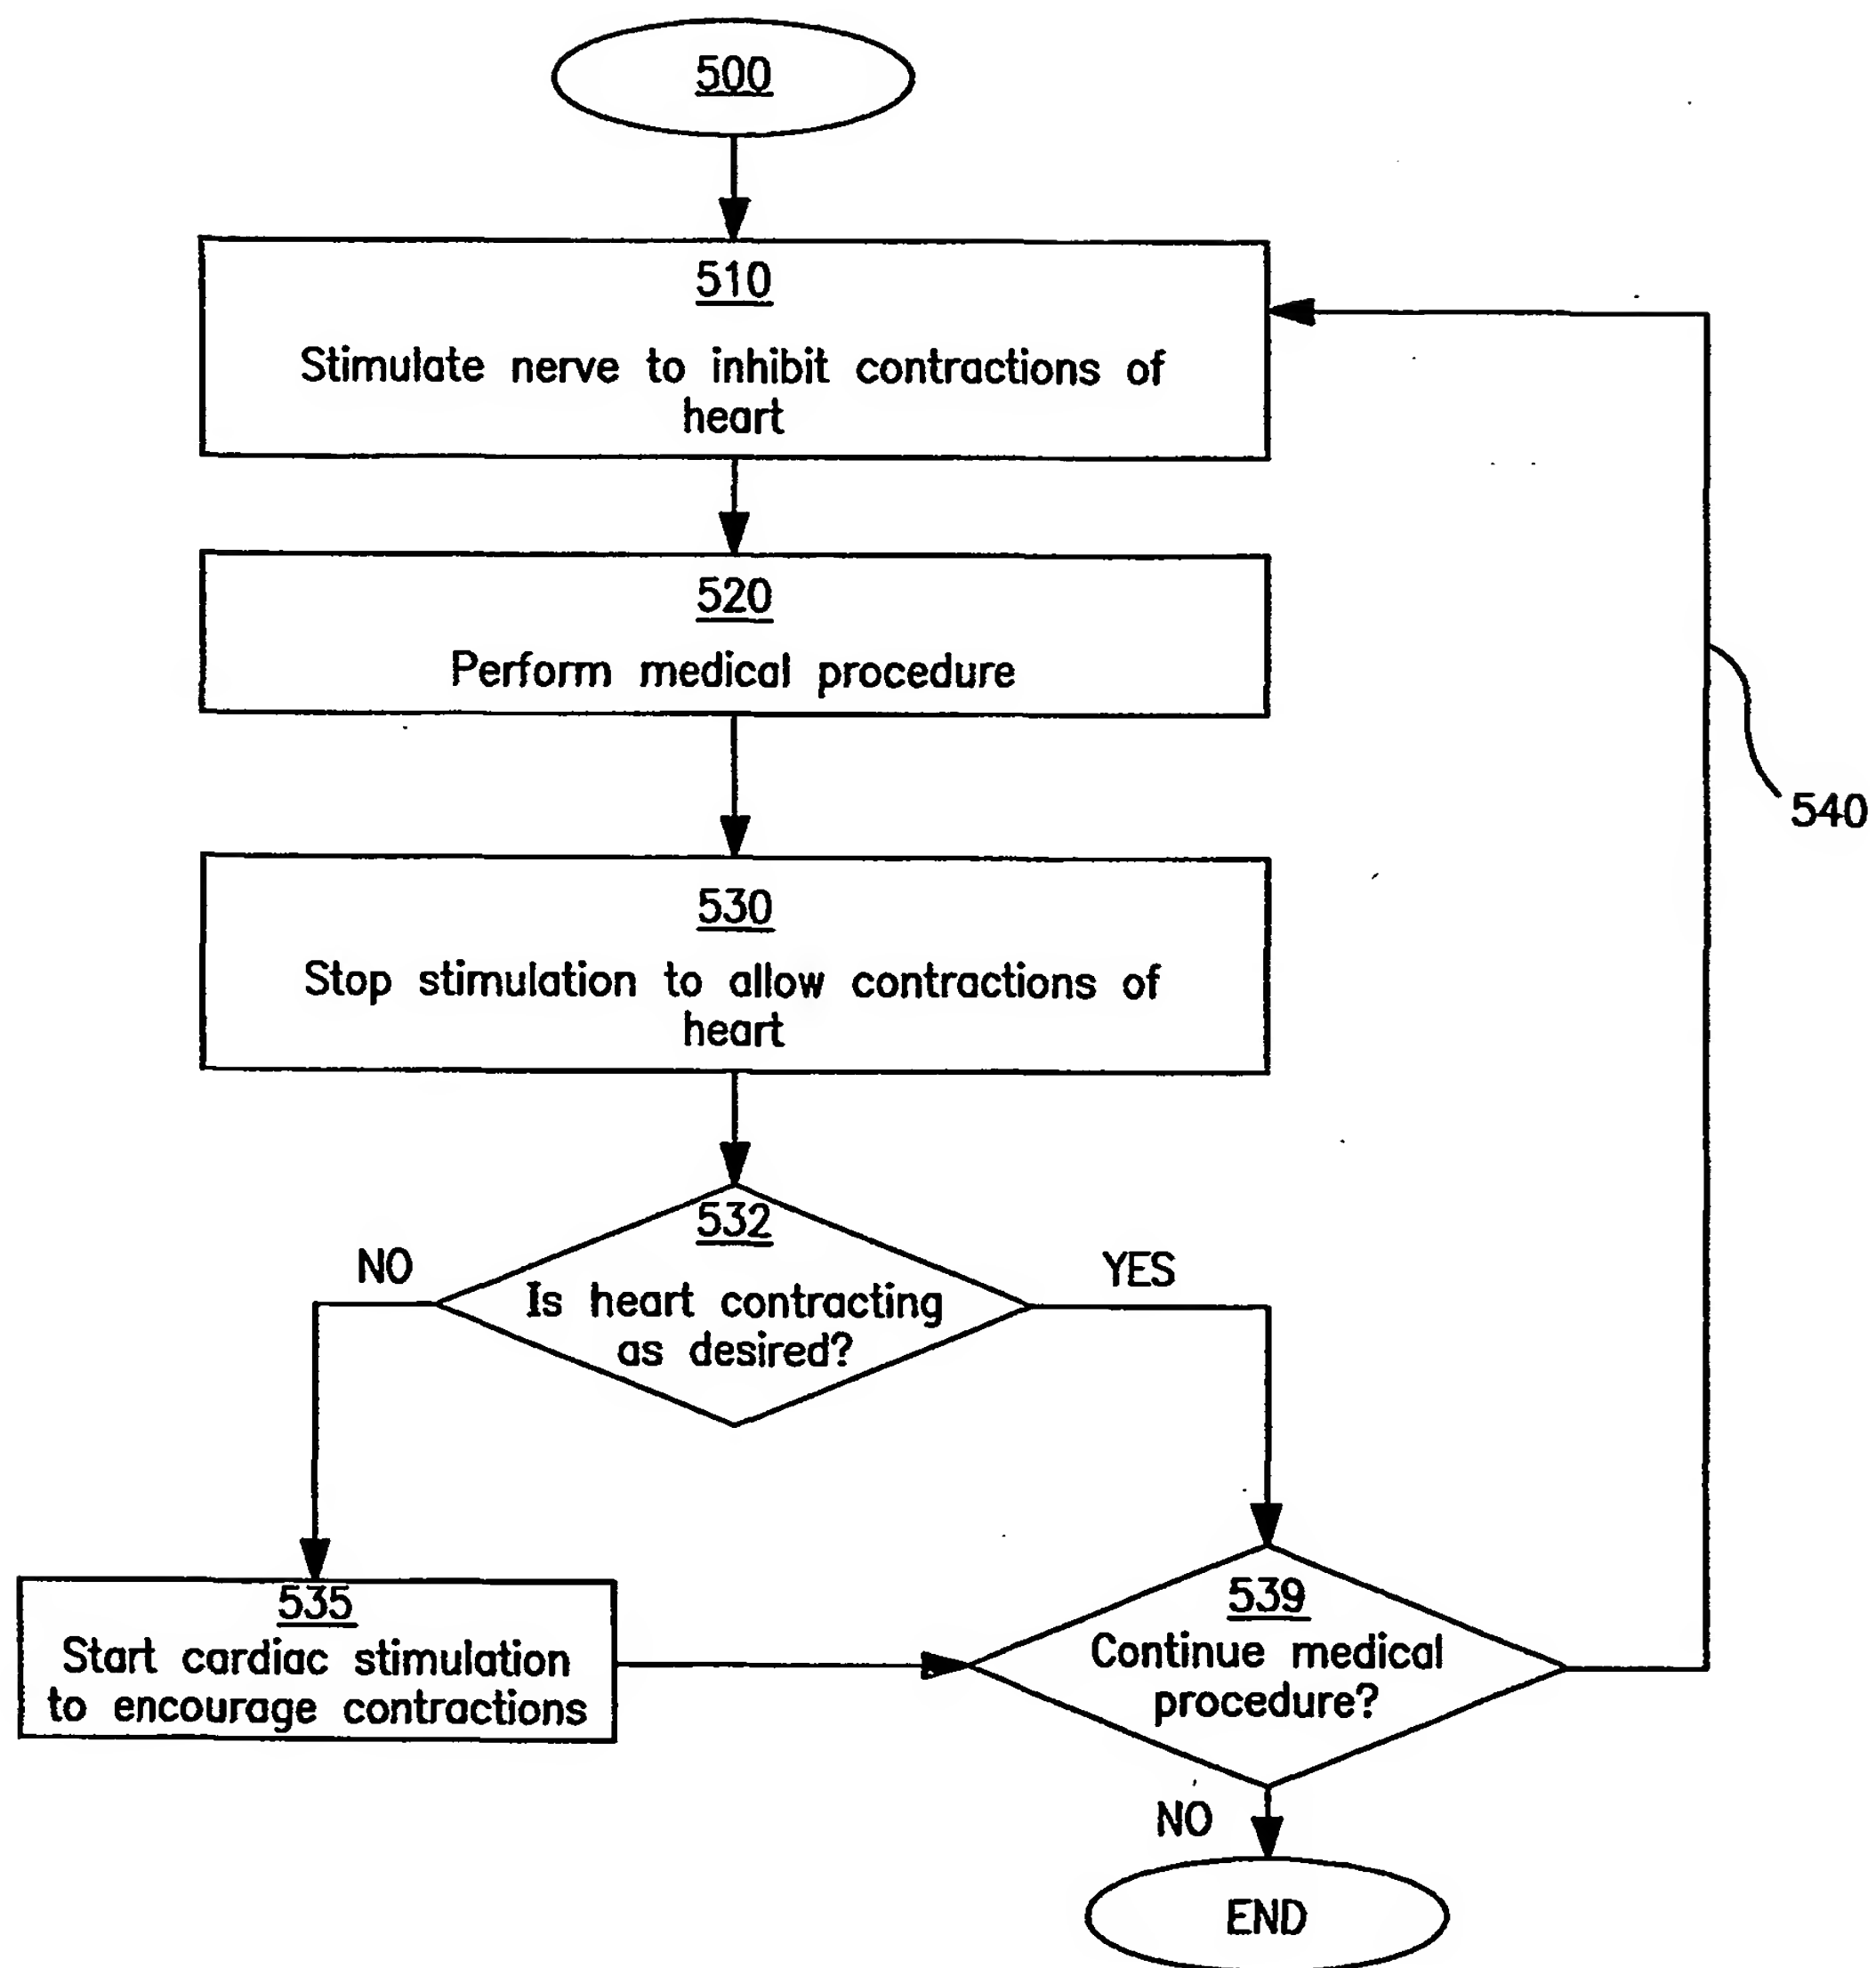 500
510
Stimulate nerve to inhibit contractions of
heart
520
Perform medical procedure
540
530
Stop stimulation to allow contractions of
heart
532
NO
YES
Is heart contracting
as desired?
535
Start cardiac stimulation
to encourage contractions
539
Continue medical
procedure?
NO
END